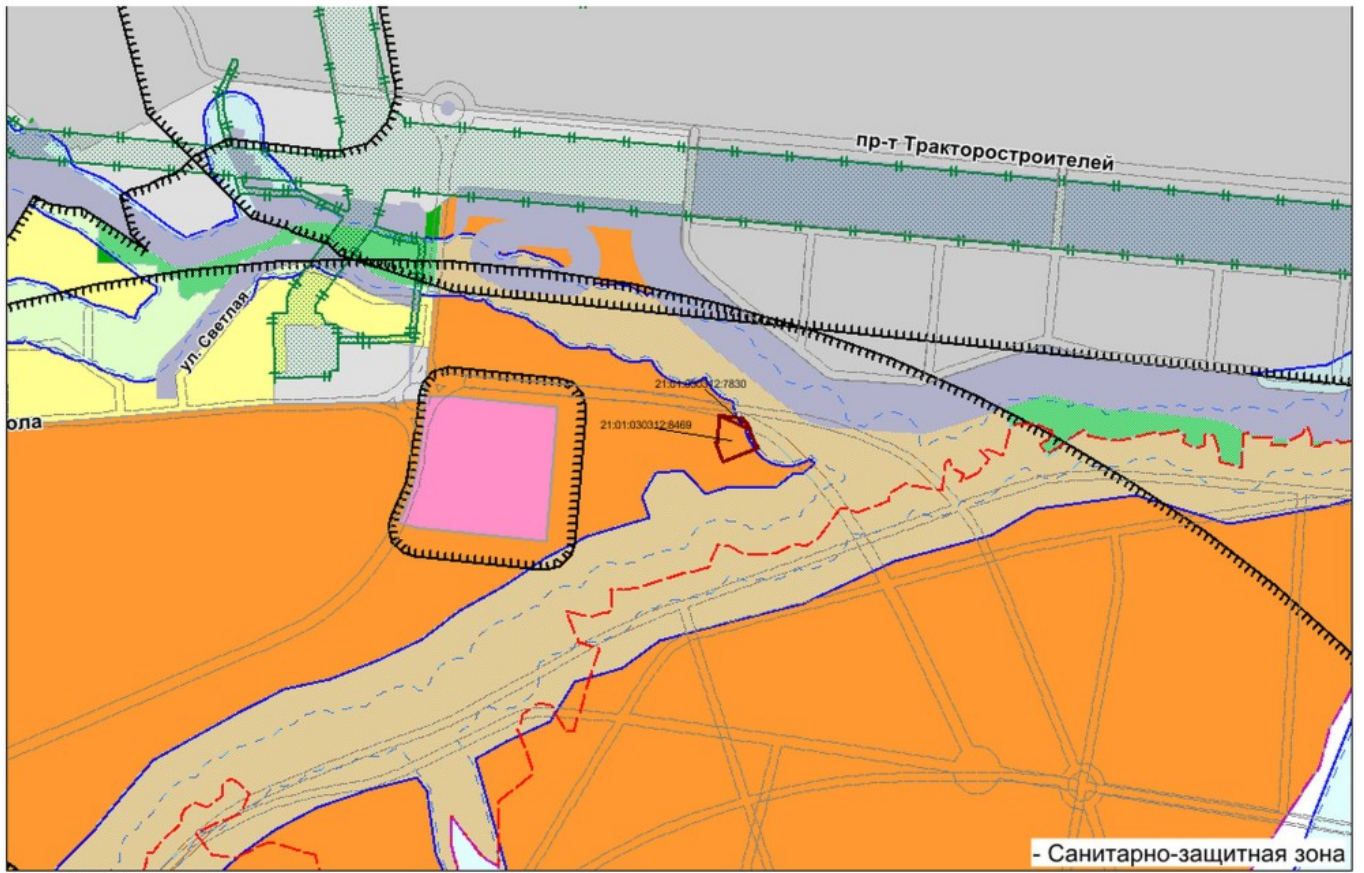 пр-т Тракторостроителей
ул. Светлая
21:01:030312:7830
ола
21:01:030312:8469
- Санитарно-защитная зона